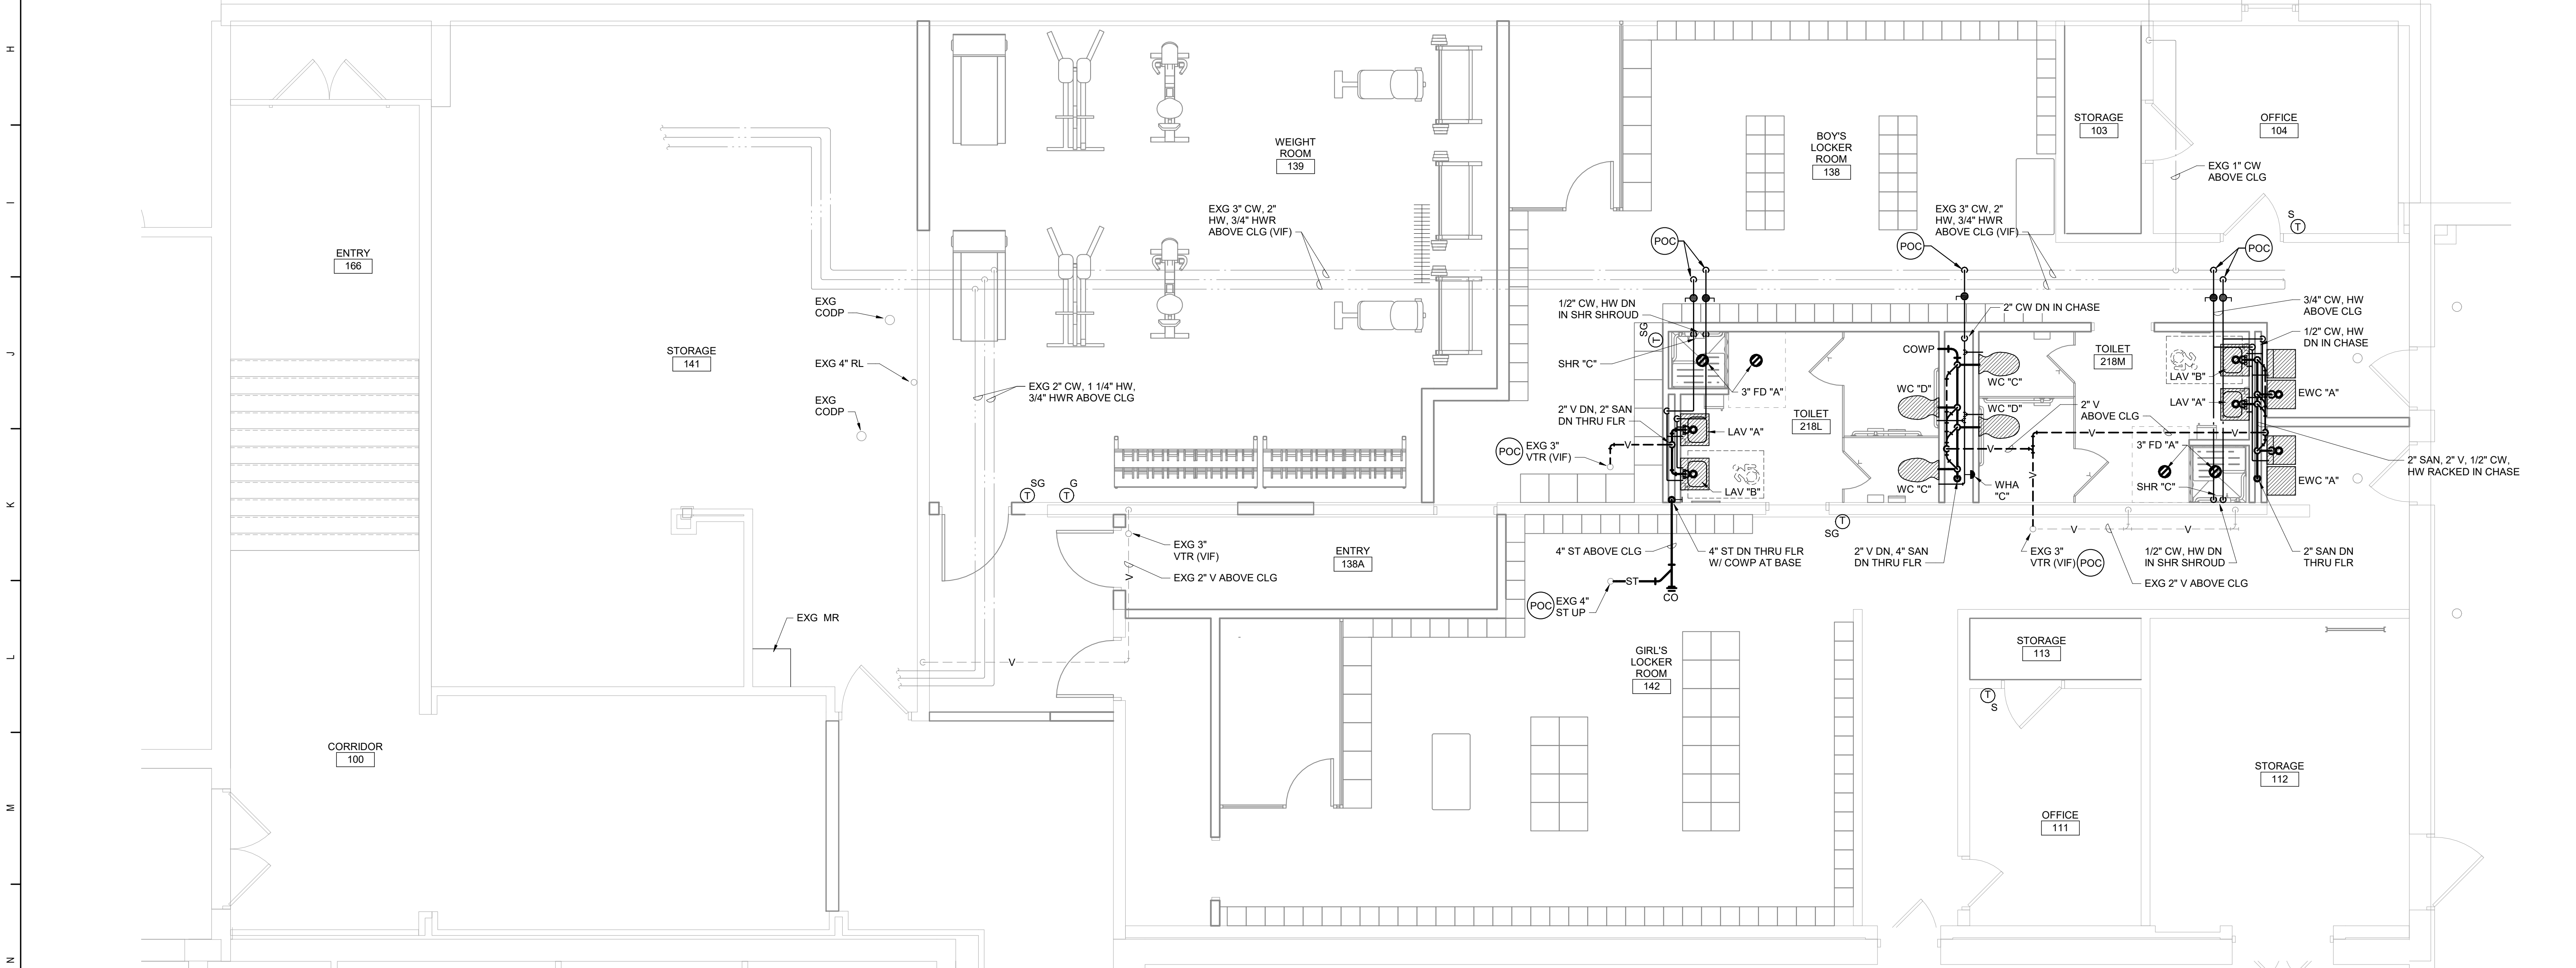 H
I
J
K
L
M
N
ENTRY
166
STORAGE
141
CORRIDOR
100
EXG
CODP
EXG 4" RL
EXG
CODP
EXG MR
EXG 2" CW, 1 1/4" HW,
3/4" HWR ABOVE CLG
WEIGHT
ROOM
139
EXG 3" CW, 2"
HW, 3/4" HWR
ABOVE CLG (VIF)
SG
T
G
T
EXG 3"
VTR (VIF)
V
EXG 2" V ABOVE CLG
V
ENTRY
138A
BOY'S
LOCKER
ROOM
138
STORAGE
103
OFFICE
104
EXG 1" CW
ABOVE CLG
S
T
EXG 3" CW, 2"
HW, 3/4" HWR
ABOVE CLG (VIF)
POC
POC
POC
1/2" CW, HW DN
IN SHR SHROUD
SG
T
SHR "C"
3" FD "A"
2" V DN, 2" SAN
DN THRU FLR
POC
EXG 3"
VTR (VIF)
V
LAV "A"
LAV "B"
TOILET
218L
2" CW DN IN CHASE
COWP
WC "D"
WC "C"
WC "C"
WC "D"
WHA
"C"
V
2" V
ABOVE CLG
TOILET
218M
LAV "B"
LAV "A"
V
V
V
3" FD "A"
SHR "C"
3/4" CW, HW
ABOVE CLG
1/2" CW, HW
DN IN CHASE
EWC "A"
EWC "A"
2" SAN, 2" V, 1/2" CW,
HW RACKED IN CHASE
4" ST ABOVE CLG
4" ST DN THRU FLR
W/ COWP AT BASE
ST
CO
POC
EXG 4"
ST UP
T
SG
2" V DN, 4" SAN
DN THRU FLR
EXG 3"
VTR (VIF)
POC
V
V
1/2" CW, HW DN
IN SHR SHROUD
EXG 2" V ABOVE CLG
2" SAN DN
THRU FLR
GIRL'S
LOCKER
ROOM
142
STORAGE
113
T
S
OFFICE
111
STORAGE
112